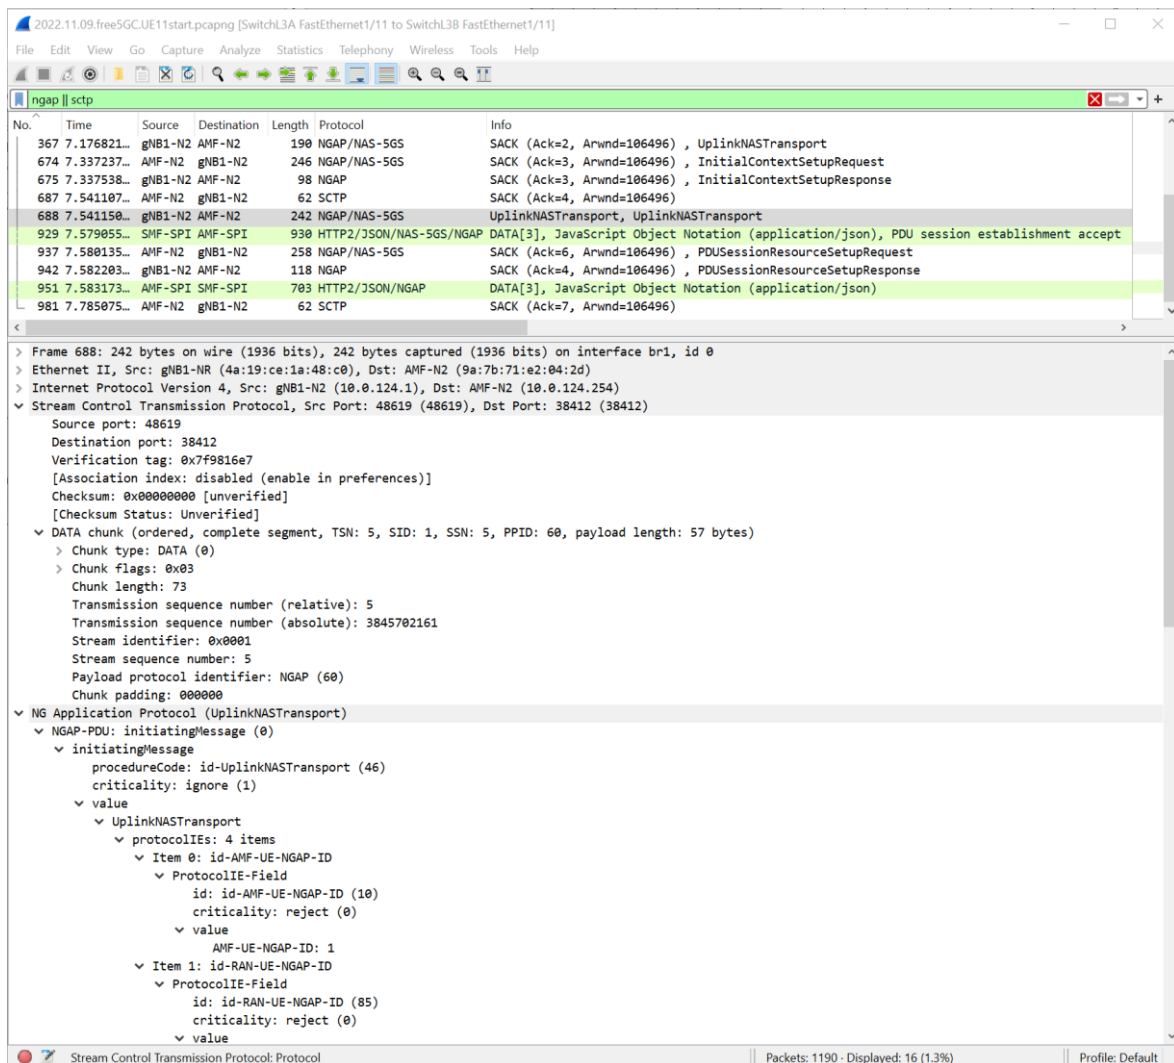 2022.11.09.free5GC.UE11start.pcapng [SwitchL3A FastEthernet1/11 to SwitchL3B FastEthernet1/11]
File Edit View Go Capture Analyze Statistics Telephony Wireless Tools Help
ngap || sctp
No. Time Source Destination Length Protocol Info
367 7.176821… gNB1-N2 AMF-N2 190 NGAP/NAS-5GS SACK (Ack=2, Arwnd=106496) , UplinkNASTransport
674 7.337237… AMF-N2 gNB1-N2 246 NGAP/NAS-5GS SACK (Ack=3, Arwnd=106496) , InitialContextSetupRequest
675 7.337538… gNB1-N2 AMF-N2 98 NGAP SACK (Ack=3, Arwnd=106496) , InitialContextSetupResponse
687 7.541107… AMF-N2 gNB1-N2 62 SCTP SACK (Ack=4, Arwnd=106496)
688 7.541150… gNB1-N2 AMF-N2 242 NGAP/NAS-5GS UplinkNASTransport, UplinkNASTransport
929 7.579055… SMF-SPI AMF-SPI 930 HTTP2/JSON/NAS-5GS/NGAP DATA[3], JavaScript Object Notation (application/json), PDU session establishment accept
937 7.580135… AMF-N2 gNB1-N2 258 NGAP/NAS-5GS SACK (Ack=6, Arwnd=106496) , PDUSessionResourceSetupRequest
942 7.582203… gNB1-N2 AMF-N2 118 NGAP SACK (Ack=4, Arwnd=106496) , PDUSessionResourceSetupResponse
951 7.583173… AMF-SPI SMF-SPI 703 HTTP2/JSON/NGAP DATA[3], JavaScript Object Notation (application/json)
981 7.785075… AMF-N2 gNB1-N2 62 SCTP SACK (Ack=7, Arwnd=106496)
Frame 688: 242 bytes on wire (1936 bits), 242 bytes captured (1936 bits) on interface br1, id 0
Ethernet II, Src: gNB1-NR (4a:19:ce:1a:48:c0), Dst: AMF-N2 (9a:7b:71:e2:04:2d)
Internet Protocol Version 4, Src: gNB1-N2 (10.0.124.1), Dst: AMF-N2 (10.0.124.254)
Stream Control Transmission Protocol, Src Port: 48619 (48619), Dst Port: 38412 (38412)
Source port: 48619
Destination port: 38412
Verification tag: 0x7f9816e7
[Association index: disabled (enable in preferences)]
Checksum: 0x00000000 [unverified]
[Checksum Status: Unverified]
DATA chunk (ordered, complete segment, TSN: 5, SID: 1, SSN: 5, PPID: 60, payload length: 57 bytes)
Chunk type: DATA (0)
Chunk flags: 0x03
Chunk length: 73
Transmission sequence number (relative): 5
Transmission sequence number (absolute): 3845702161
Stream identifier: 0x0001
Stream sequence number: 5
Payload protocol identifier: NGAP (60)
Chunk padding: 000000
NG Application Protocol (UplinkNASTransport)
NGAP-PDU: initiatingMessage (0)
initiatingMessage
procedureCode: id-UplinkNASTransport (46)
criticality: ignore (1)
value
UplinkNASTransport
protocolIEs: 4 items
Item 0: id-AMF-UE-NGAP-ID
ProtocolIE-Field
id: id-AMF-UE-NGAP-ID (10)
criticality: reject (0)
value
AMF-UE-NGAP-ID: 1
Item 1: id-RAN-UE-NGAP-ID
ProtocolIE-Field
id: id-RAN-UE-NGAP-ID (85)
criticality: reject (0)
value
Stream Control Transmission Protocol: Protocol Packets: 1190 · Displayed: 16 (1.3%) Profile: Default